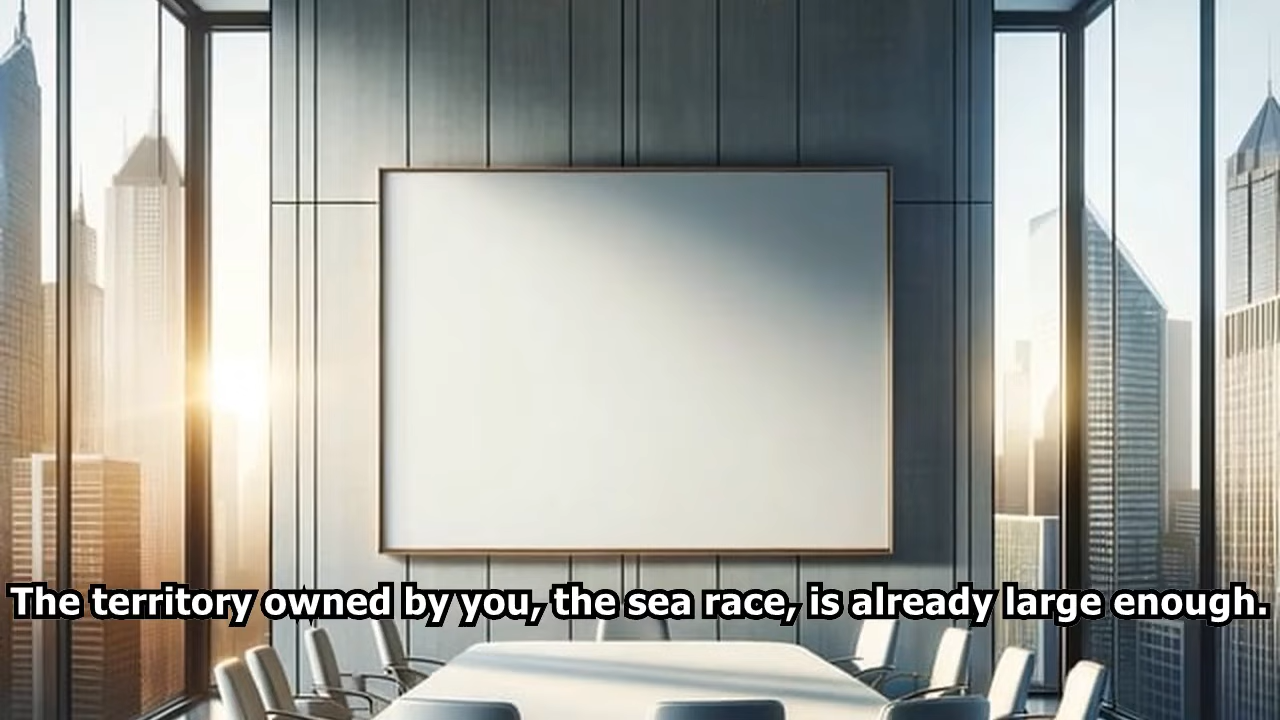 The territory owned by you, the sea race, is already large enough.